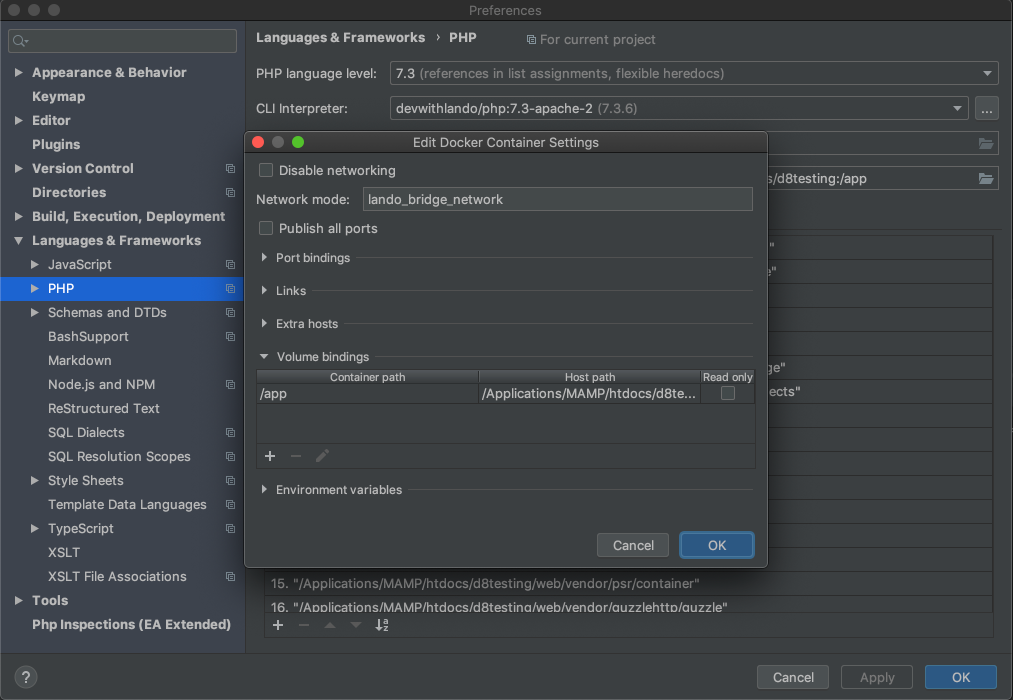 Preferences
Languages & Frameworks › PHP
For current project
PHP language level: 7.3 (references in list assignments, flexible heredocs)
CLI Interpreter: devwithlando/php:7.3-apache-2 (7.3.6) ...
s/d8testing:/app
Appearance & Behavior
Keymap
Editor
Plugins
Version Control
Directories
Build, Execution, Deployment
Languages & Frameworks
JavaScript
PHP
Schemas and DTDs
BashSupport
Markdown
Node.js and NPM
ReStructured Text
SQL Dialects
SQL Resolution Scopes
Style Sheets
Template Data Languages
TypeScript
XSLT
XSLT File Associations
Tools
Php Inspections (EA Extended)
Edit Docker Container Settings
Disable networking
Network mode: lando_bridge_network
Publish all ports
Port bindings
Links
Extra hosts
Volume bindings
Container path Host path Read only
/app /Applications/MAMP/htdocs/d8te...
Environment variables
Cancel OK
"
e"
ge"
ects"
15. "/Applications/MAMP/htdocs/d8testing/web/vendor/psr/container"
16. "/Applications/MAMP/htdocs/d8testing/web/vendor/guzzlehttp/guzzle"
?
Cancel Apply OK